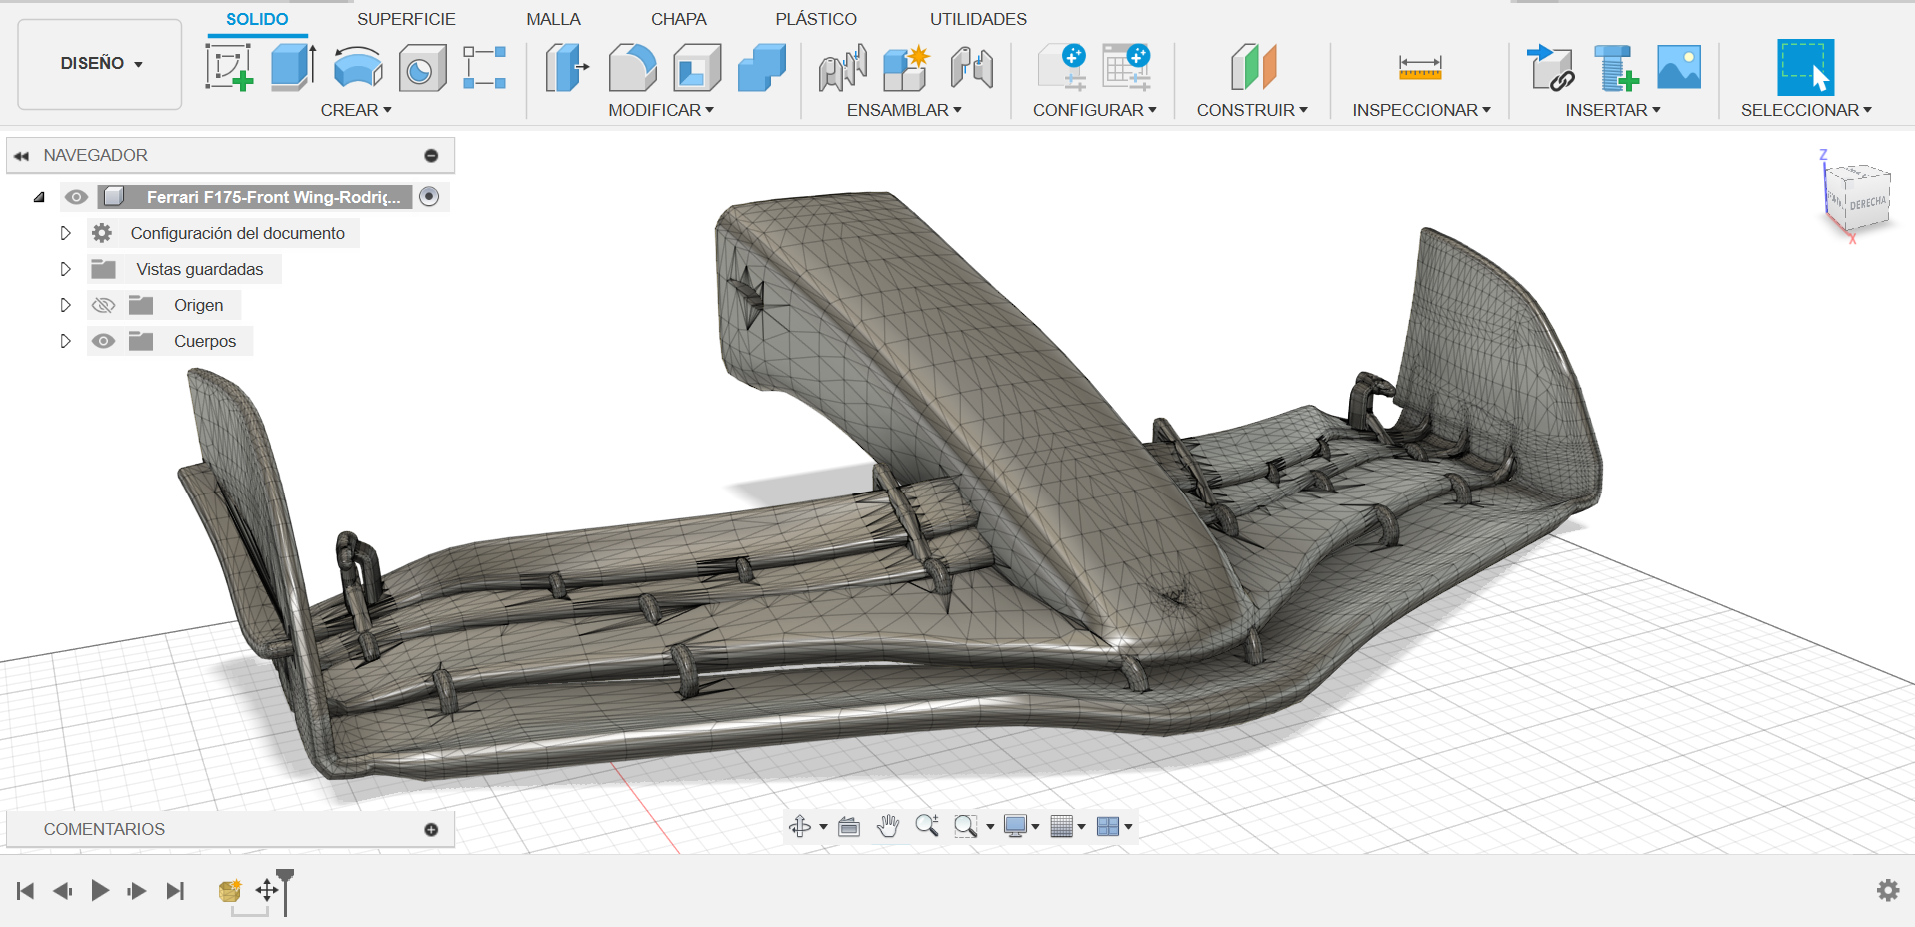 SOLIDO SUPERFICIE MALLA CHAPA PLÁSTICO UTILIDADES
DISEÑO
CREAR MODIFICAR ENSAMBLAR CONFIGURAR CONSTRUIR INSPECCIONAR INSERTAR SELECCIONAR
NAVEGADOR
Ferrari F175-Front Wing-Rodriç...
Configuración del documento
Vistas guardadas
Origen
Cuerpos
Z
DERECHA
X
COMENTARIOS